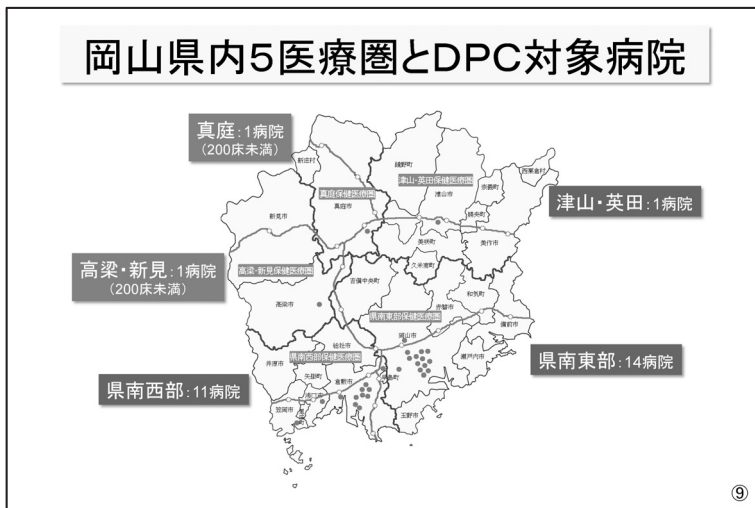 岡山県内5医療圏とDPC対象病院
真庭:1病院
(200床未満)
新庄村
鏡野町
西粟倉村
真庭保健医療圏
津山・英田保健医療圏
真庭市
津山市
奈義町
勝央町
津山・英田:1病院
新見市
美咲町
美作市
高梁・新見:1病院
(200床未満)
高梁・新見保健医療圏
吉備中央町
久米南町
和気町
高梁市
県南東部保健医療圏
赤磐市
備前市
総社市
岡山市
県南西部保健医療圏
瀬戸内市
県南東部:14病院
井原市
矢掛町
倉敷市
早島町
県南西部:11病院
浅口市
笠岡市
玉野市
⑨